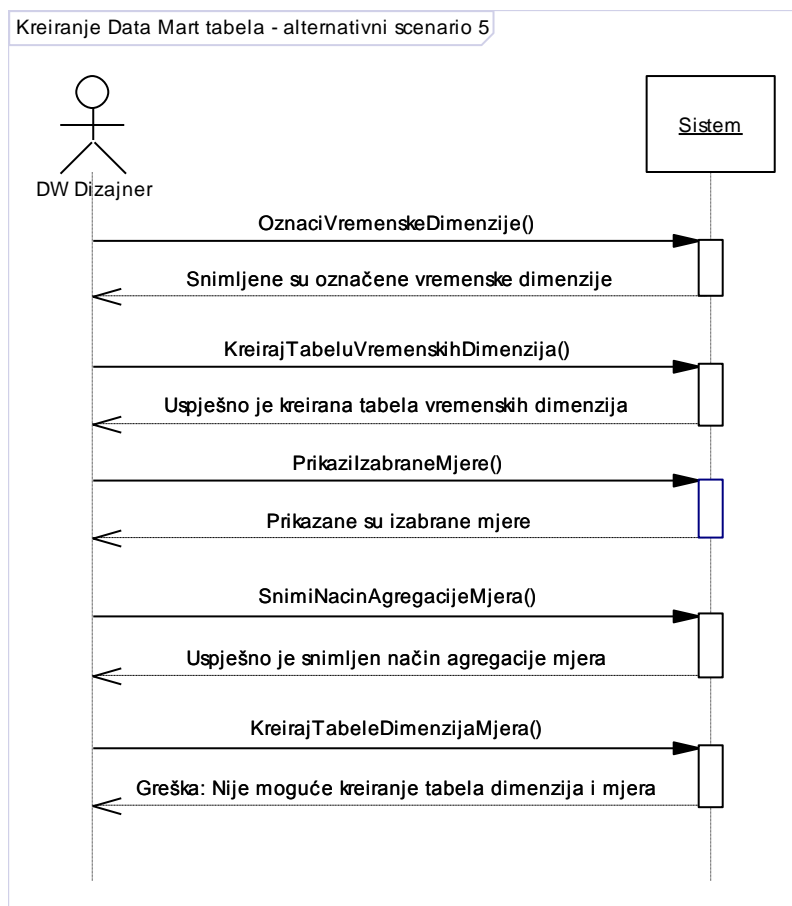 Kreiranje Data Mart tabela - alternativni scenario 5
Sistem
DW Dizajner
OznaciVremenskeDimenzije()
Snimljene su označene vremenske dimenzije
KreirajTabeluVremenskihDimenzija()
Uspješno je kreirana tabela vremenskih dimenzija
PrikaziIzabraneMjere()
Prikazane su izabrane mjere
SnimiNacinAgregacijeMjera()
Uspješno je snimljen način agregacije mjera
KreirajTabeleDimenzijaMjera()
Greška: Nije moguće kreiranje tabela dimenzija i mjera